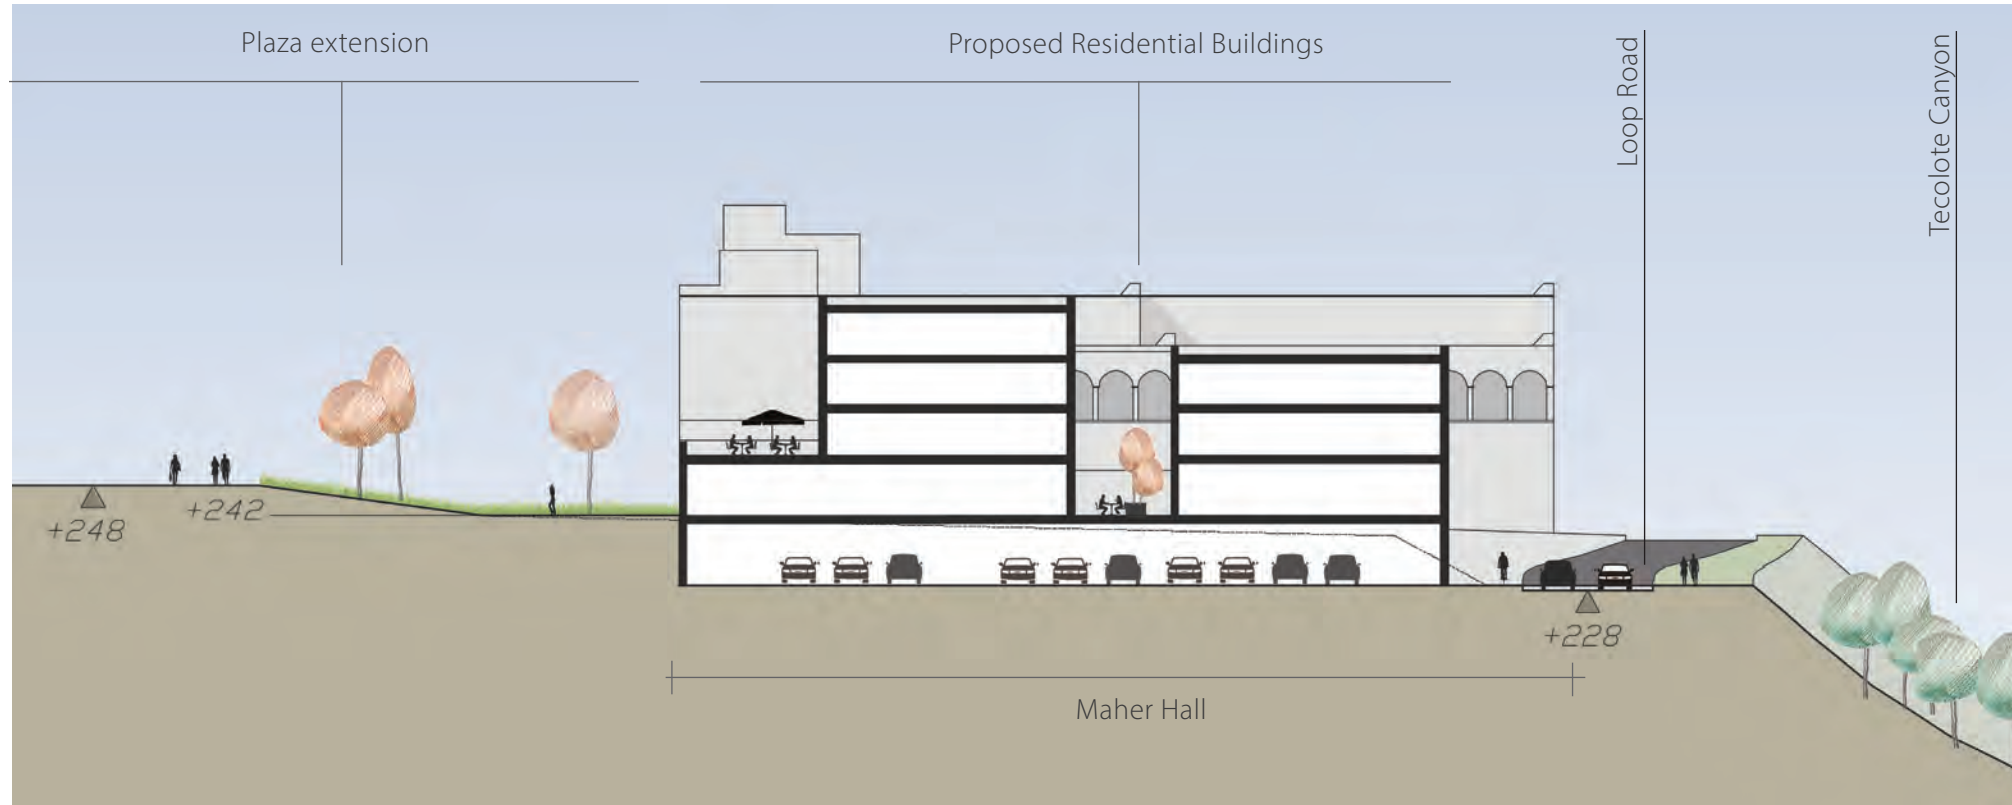 Plaza extension
Proposed Residential Buildings
Loop Road
Tecolote Canyon
+248
+242
+228
Maher Hall